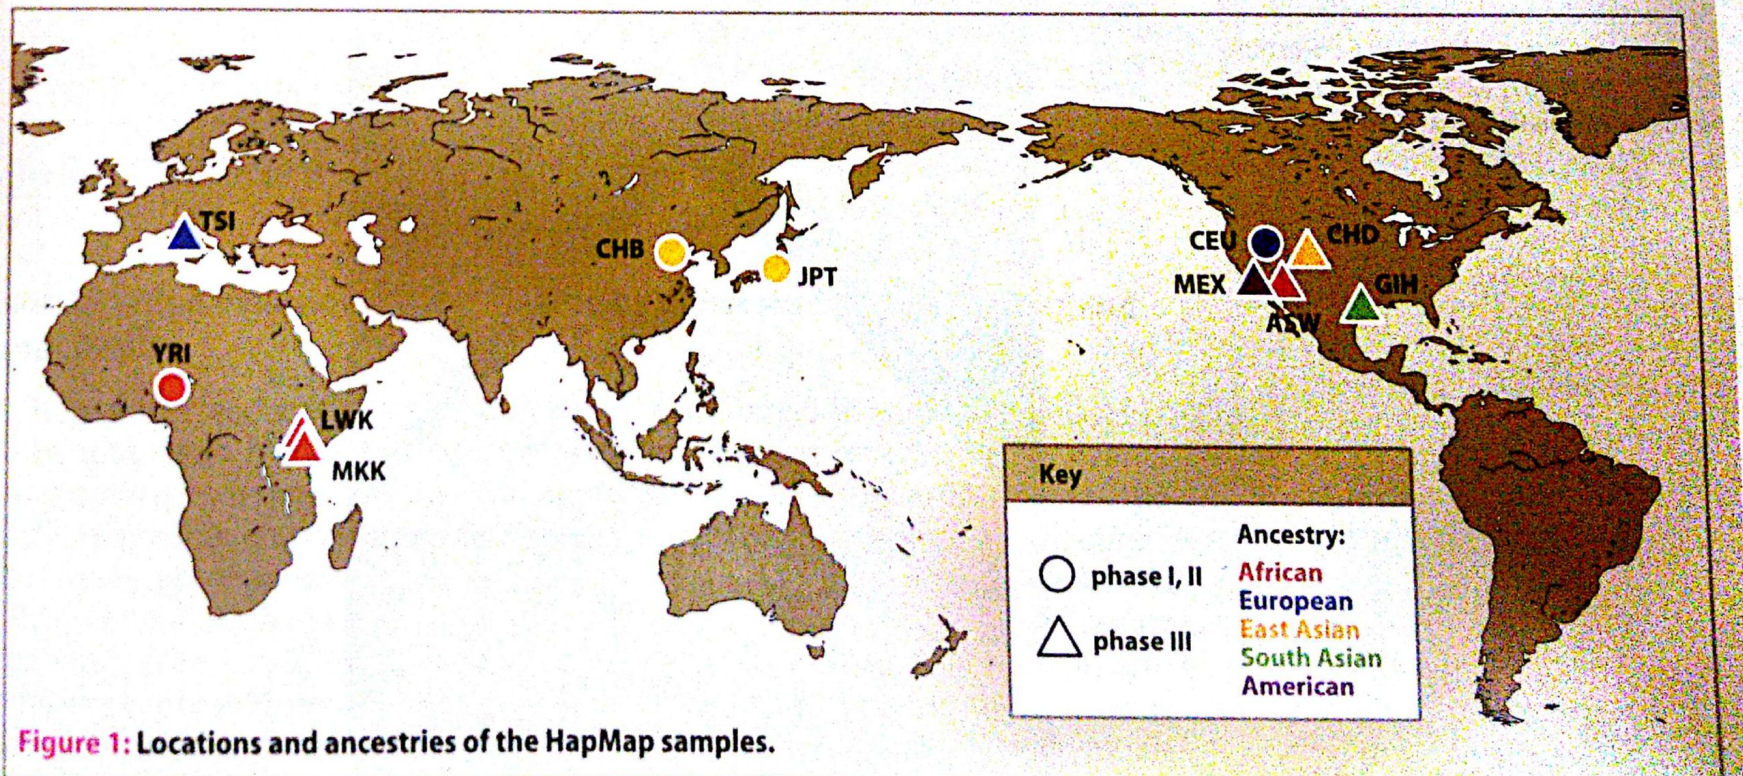 TSI
CHB
JPT
YRI
LWK
MKK
CEU
CHD
MEX
GIH
ASW
Key
Ancestry:
phase I, II
African
European
East Asian
phase III
South Asian
American
Figure 1: Locations and ancestries of the HapMap samples.